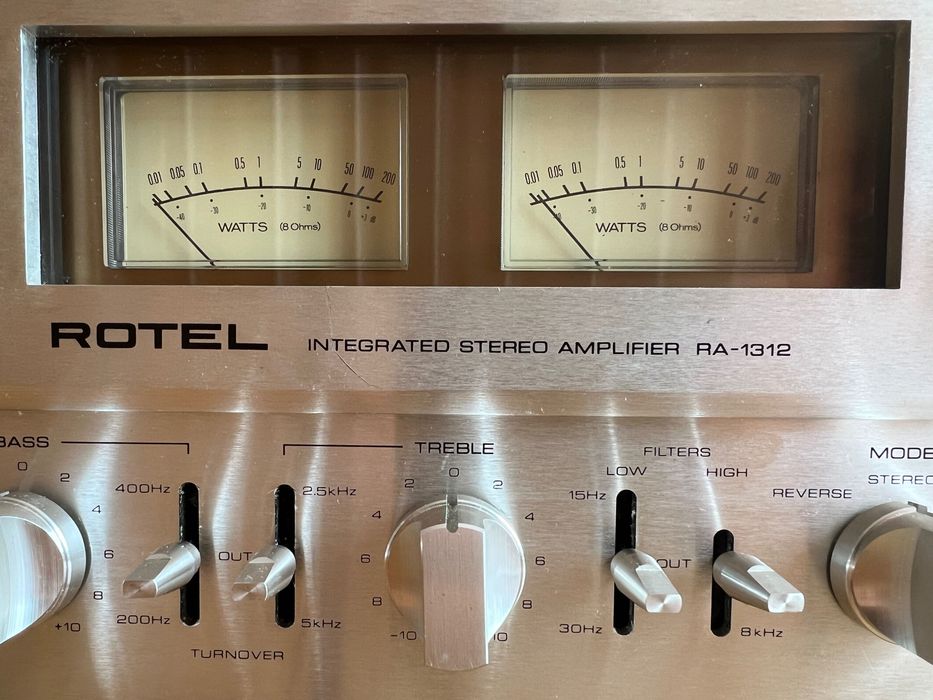 0.01 0.05 0.1 0.5 1 5 10 50 100 200
-40 -30 -20 -10 0 +3 dB
WATTS (8 Ohms)
0.01 0.05 0.1 0.5 1 5 10 50 100 200
-30 -20 -10 0 +3 dB
WATTS (8 Ohms)
ROTEL INTEGRATED STEREO AMPLIFIER RA-1312
BASS
0
2
4
6
8
+10
400Hz
200Hz
2.5kHz
OUT
5kHz
TURNOVER
TREBLE
0
2 2
4 4
6 6
8 8
-10 10
FILTERS
LOW HIGH
15Hz
OUT
30Hz
8kHz
MODE
STEREO
REVERSE